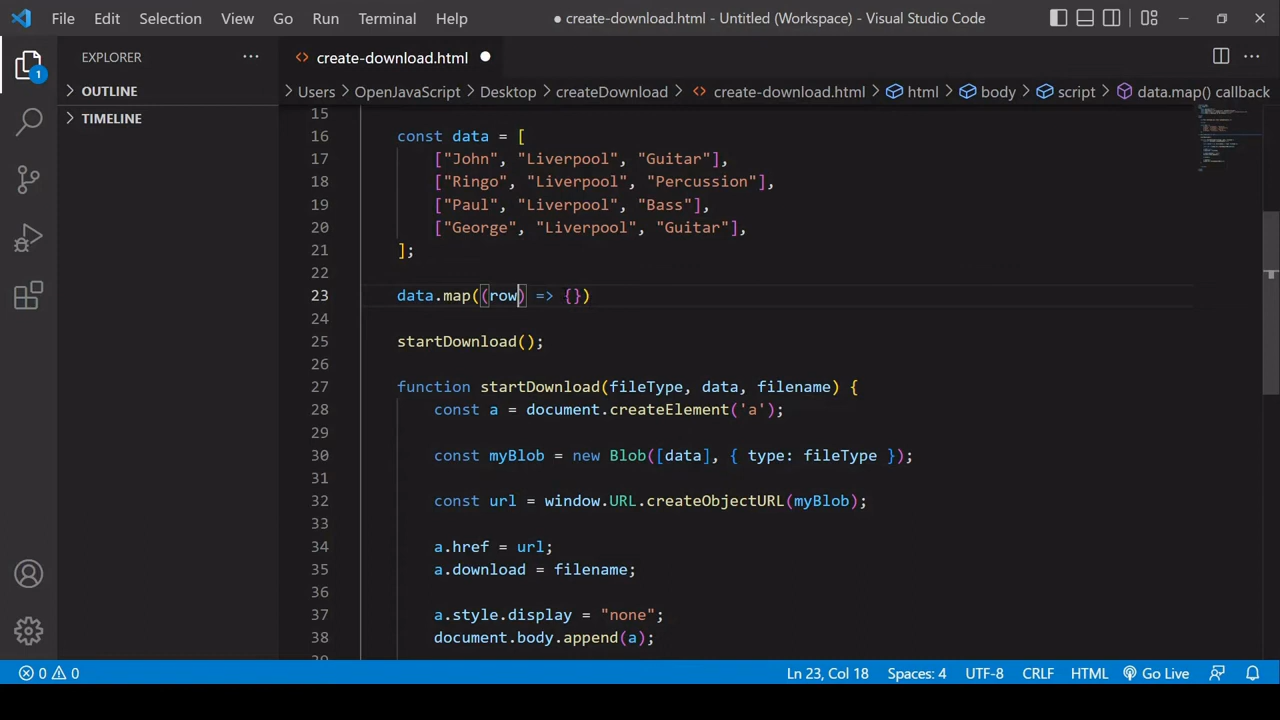 File Edit Selection View Go Run Terminal Help ● create-download.html - Untitled (Workspace) - Visual Studio Code
EXPLORER ...
1
OUTLINE
TIMELINE
create-download.html
Users > OpenJavaScript > Desktop > createDownload > create-download.html > html > body > script > data.map() callback
15
16 const data = [
17 ["John", "Liverpool", "Guitar"],
18 ["Ringo", "Liverpool", "Percussion"],
19 ["Paul", "Liverpool", "Bass"],
20 ["George", "Liverpool", "Guitar"],
21 ];
22
23 data.map((row) => {})
24
25 startDownload();
26
27 function startDownload(fileType, data, filename) {
28 const a = document.createElement('a');
29
30 const myBlob = new Blob([data], { type: fileType });
31
32 const url = window.URL.createObjectURL(myBlob);
33
34 a.href = url;
35 a.download = filename;
36
37 a.style.display = "none";
38 document.body.append(a);
0 0 Ln 23, Col 18 Spaces: 4 UTF-8 CRLF HTML Go Live